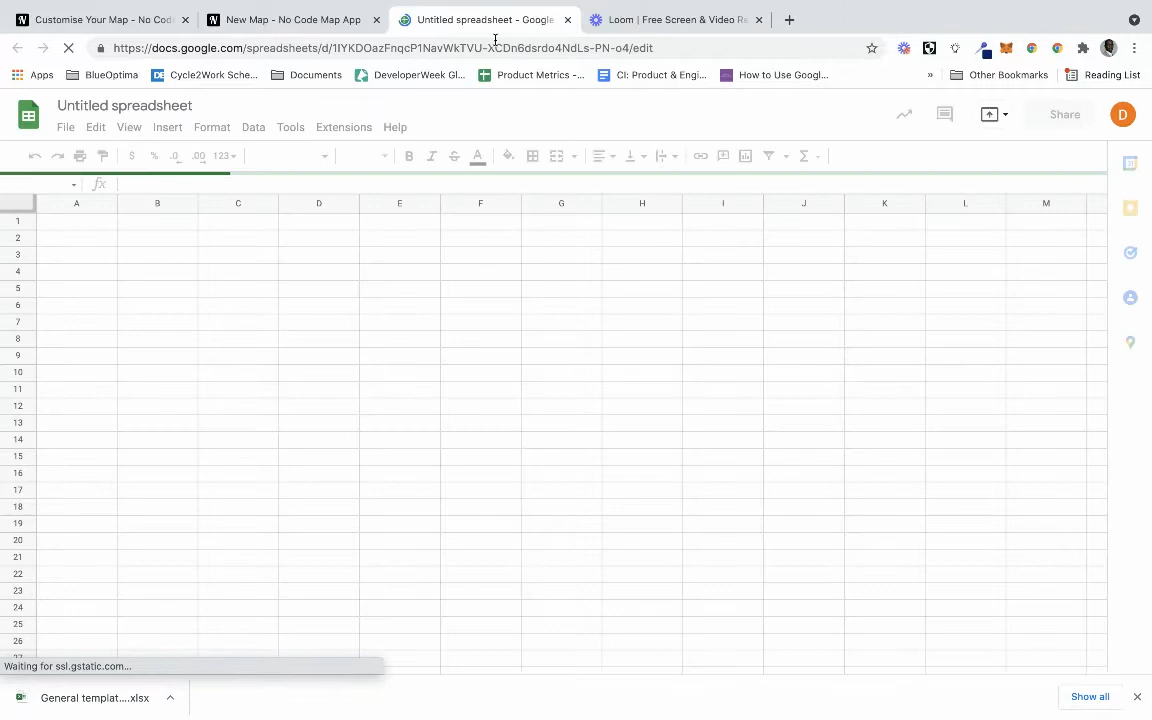 Customise Your Map - No Cod
New Map - No Code Map App
Untitled spreadsheet - Google
Loom | Free Screen & Video Re
https://docs.google.com/spreadsheets/d/1IYKDOazFnqcP1NavWkTVU-XCDn6dsrdo4NdLs-PN-o4/edit
Apps
BlueOptima
DE
Cycle2Work Sche...
Documents
DeveloperWeek Gl...
Product Metrics -...
CI: Product & Engi...
How to Use Googl...
»
Other Bookmarks
Reading List
Untitled spreadsheet
File Edit View Insert Format Data Tools Extensions Help
Share
D
$ % .0 .00 123 B I S A Σ
fx
A B C D E F G H I J K L M
1
2
3
4
5
6
7
8
9
10
11
12
13
14
15
16
17
18
19
20
21
22
23
24
25
26
Waiting for ssl.gstatic.com...
General templat....xlsx
Show all